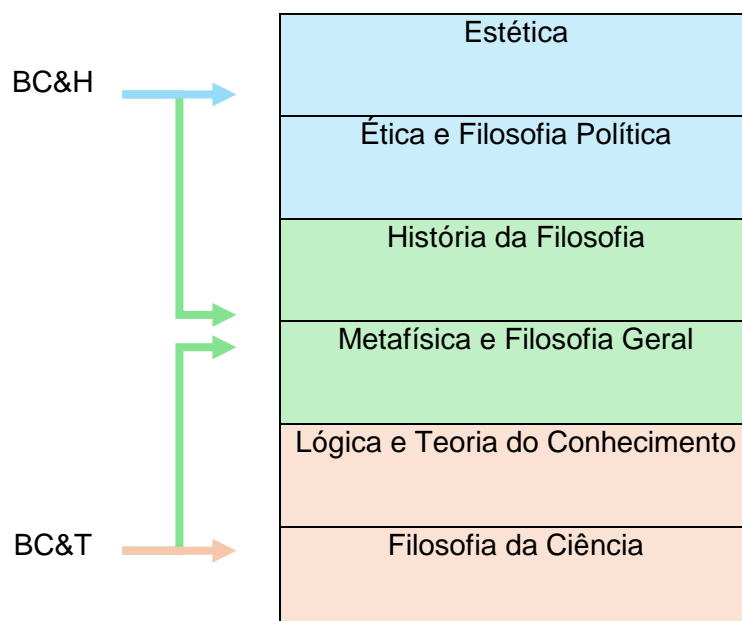 Estética
BC&H
Ética e Filosofia Política
História da Filosofia
Metafísica e Filosofia Geral
Lógica e Teoria do Conhecimento
BC&T
Filosofia da Ciência